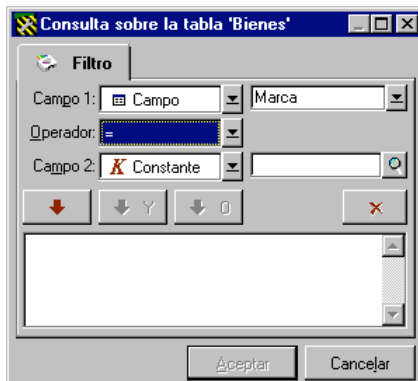 Consulta sobre la tabla 'Bienes'
Filtro
Campo 1: Campo Marca
Operador: =
Campo 2: K Constante
Y O
Aceptar Cancelar